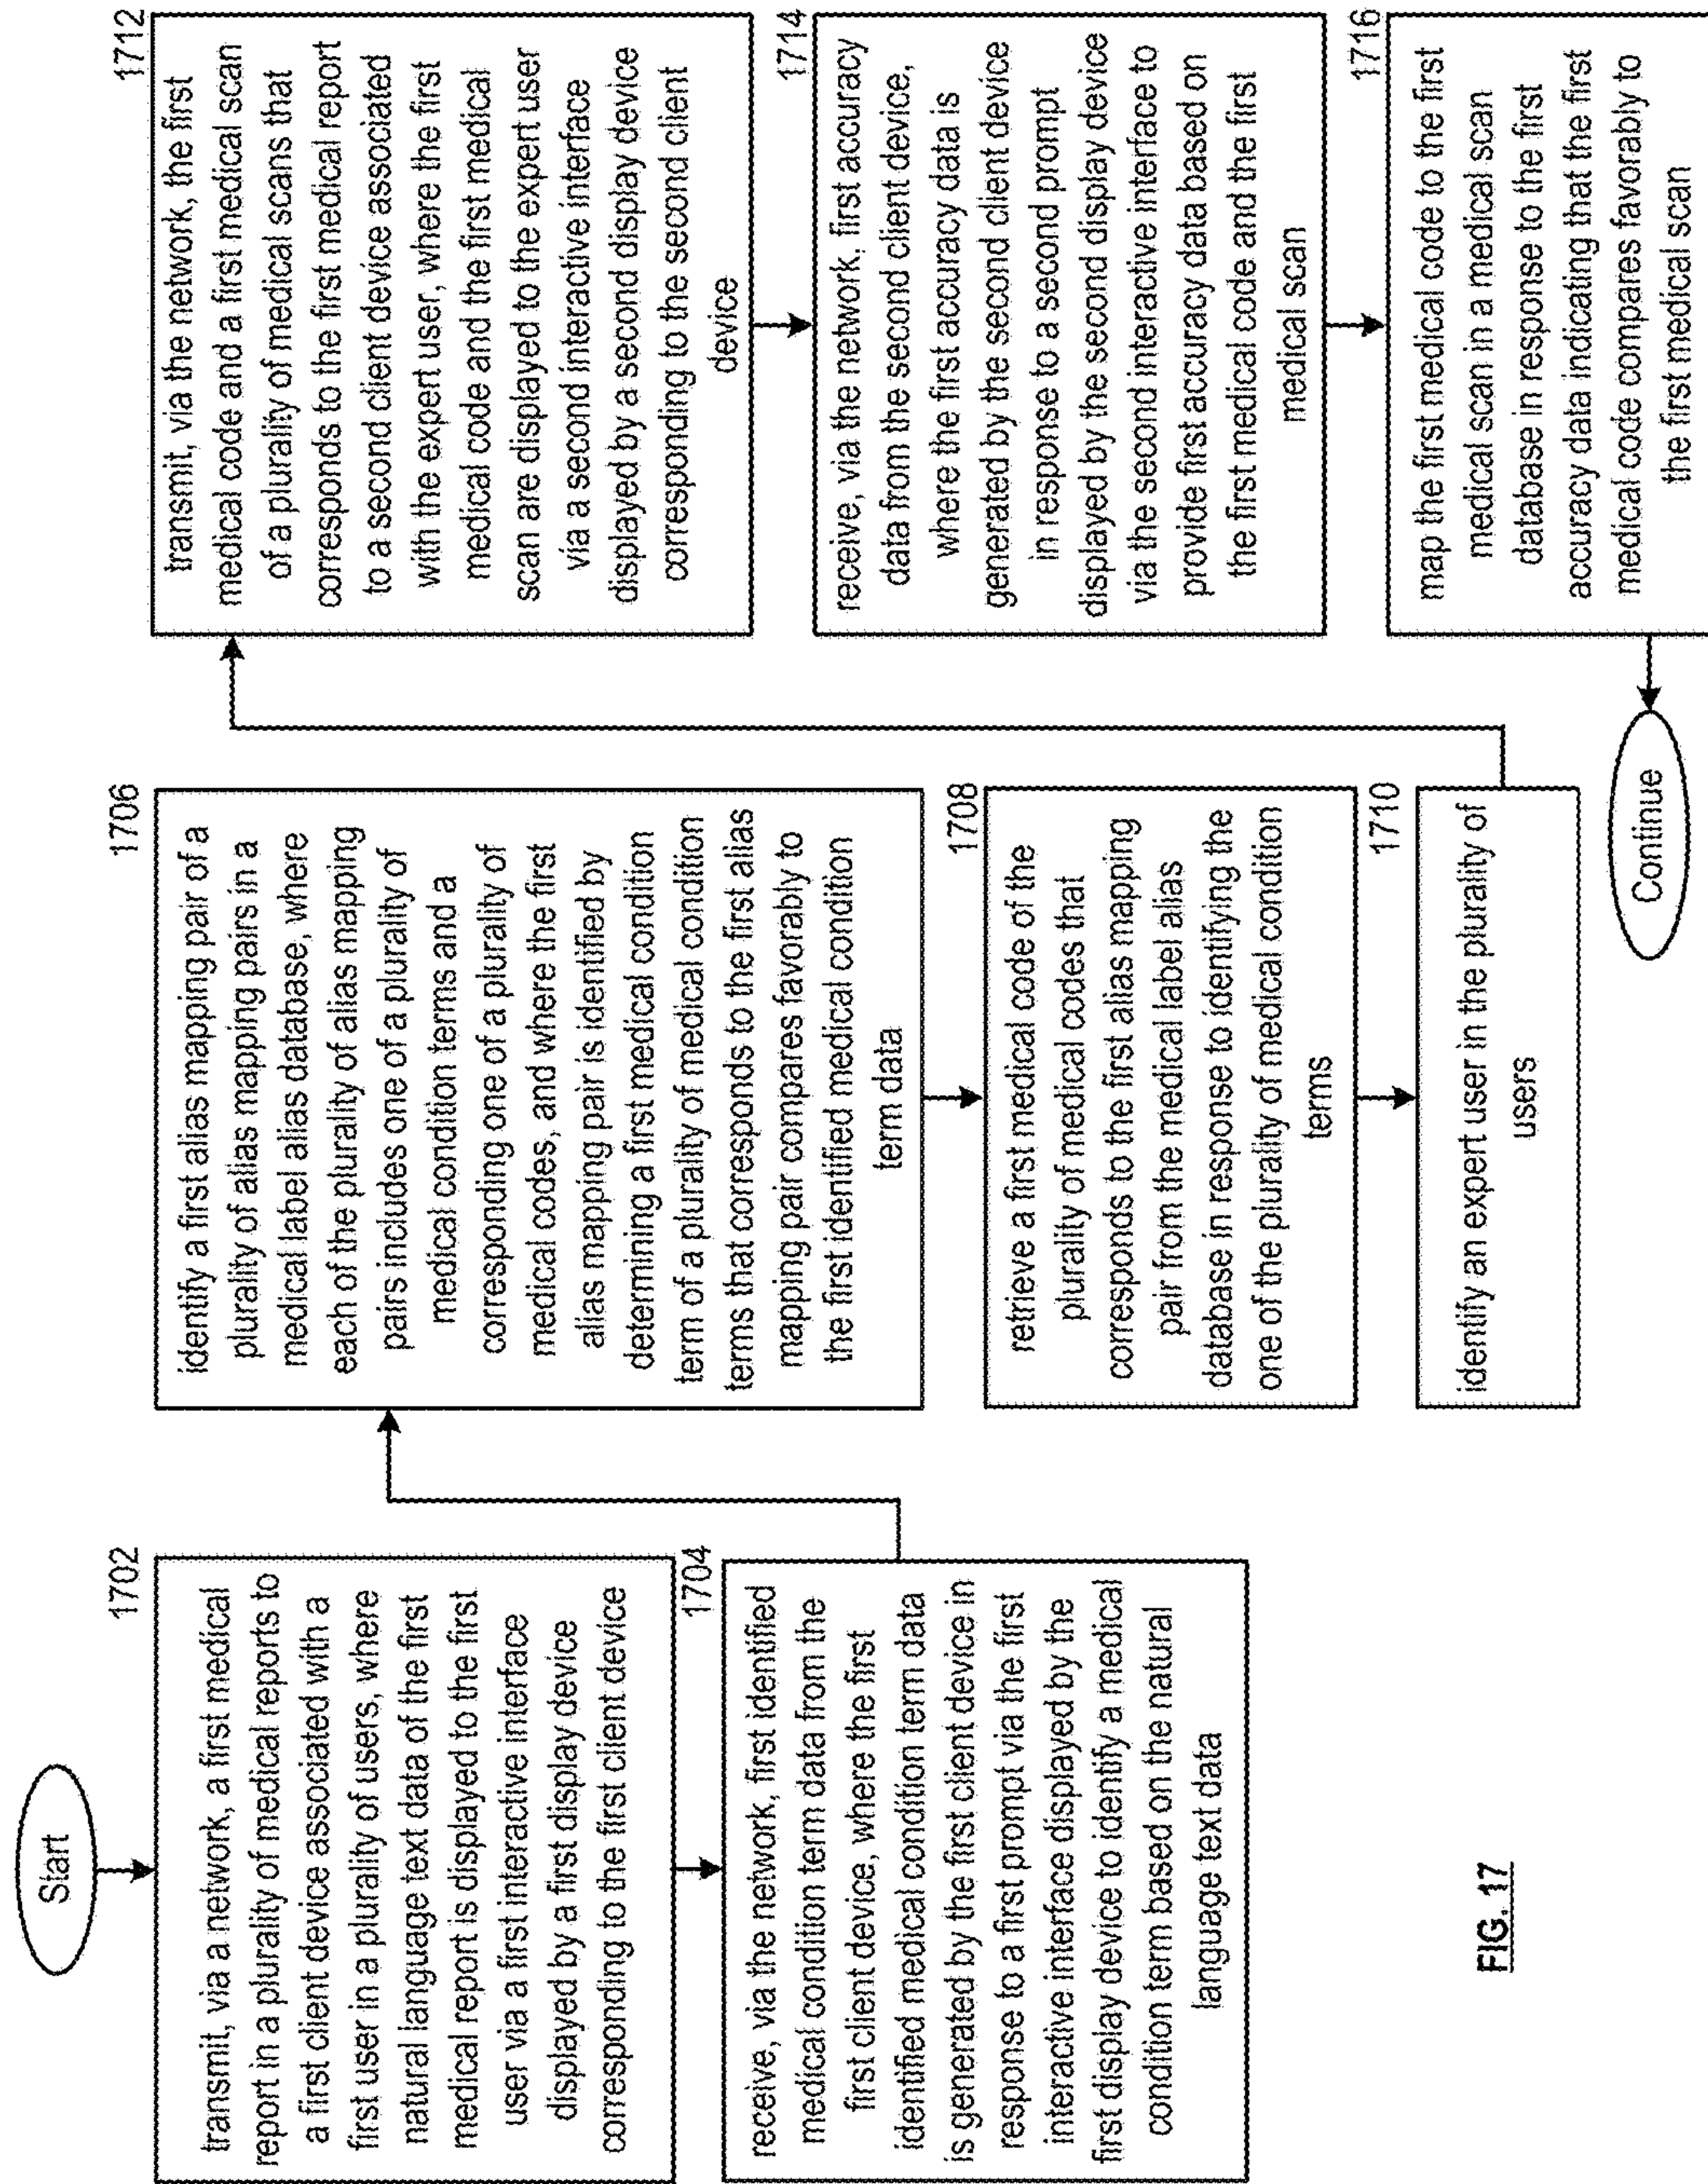 Start
1702
transmit, via a network, a first medical
report in a plurality of medical reports to
a first client device associated with a
first user in a plurality of users, where
natural language text data of the first
medical report is displayed to the first
user via a first interactive interface
displayed by a first display device
corresponding to the first client device
1704
receive, via the network, first identified
medical condition term data from the
first client device, where the first
identified medical condition term data
is generated by the first client device in
response to a first prompt via the first
interactive interface displayed by the
first display device to identify a medical
condition term based on the natural
language text data
1706
identify a first alias mapping pair of a
plurality of alias mapping pairs in a
medical label alias database, where
each of the plurality of alias mapping
pairs includes one of a plurality of
medical condition terms and a
corresponding one of a plurality of
medical codes, and where the first
alias mapping pair is identified by
determining a first medical condition
term of a plurality of medical condition
terms that corresponds to the first alias
mapping pair compares favorably to
the first identified medical condition
term data
1708
retrieve a first medical code of the
plurality of medical codes that
corresponds to the first alias mapping
pair from the medical label alias
database in response to identifying the
one of the plurality of medical condition
terms
1710
identify an expert user in the plurality of
users
1712
transmit, via the network, the first
medical code and a first medical scan
of a plurality of medical scans that
corresponds to the first medical report
to a second client device associated
with the expert user, where the first
medical code and the first medical
scan are displayed to the expert user
via a second interactive interface
displayed by a second display device
corresponding to the second client
device
1714
receive, via the network, first accuracy
data from the second client device,
where the first accuracy data is
generated by the second client device
in response to a second prompt
displayed by the second display device
via the second interactive interface to
provide first accuracy data based on
the first medical code and the first
medical scan
1716
map the first medical code to the first
medical scan in a medical scan
database in response to the first
accuracy data indicating that the first
medical code compares favorably to
the first medical scan
Continue
FIG. 17